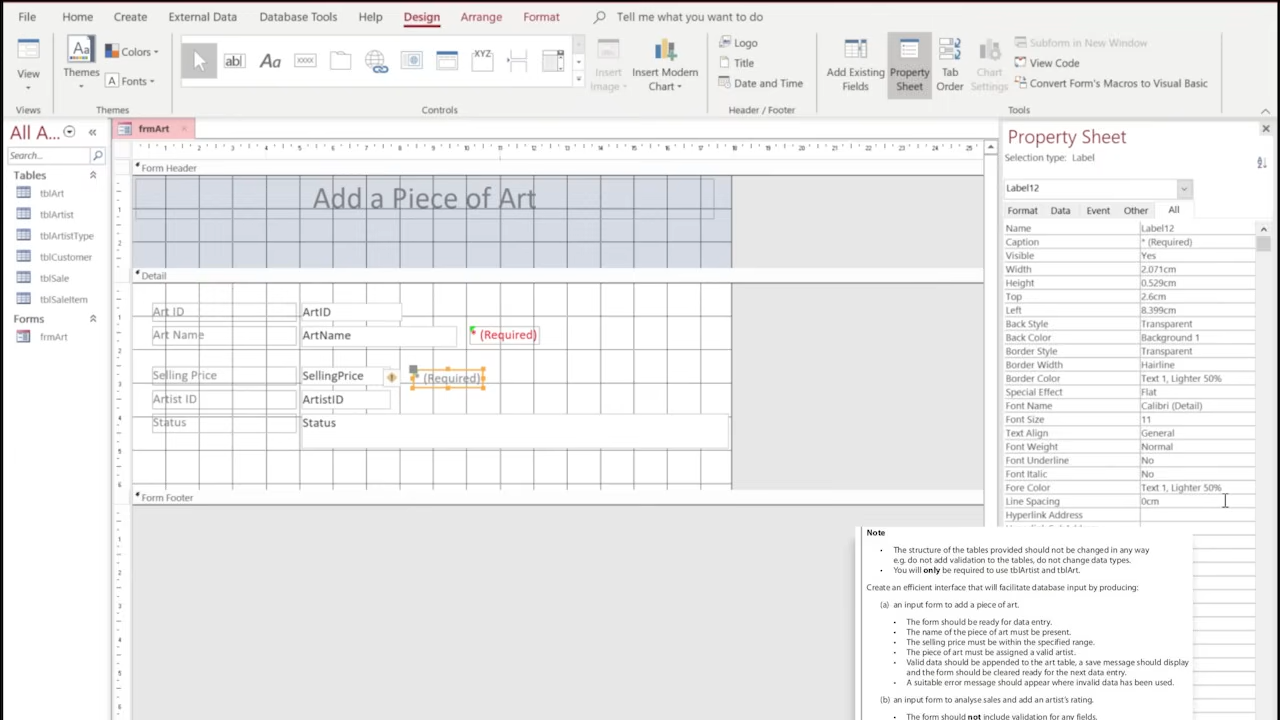 File Home Create External Data Database Tools Help Design Arrange Format Tell me what you want to do
View
Views
Aa
Themes
Colors
Fonts
Themes
ab|
Aa
xxxx
XYZ
Controls
Insert Image
Insert Modern Chart
Logo
Title
Date and Time
Header / Footer
Add Existing Fields
Property Sheet
Tab Order
Chart Settings
Subform in New Window
View Code
Convert Form's Macros to Visual Basic
Tools
All A...
Search...
Tables
tblArt
tblArtist
tblArtistType
tblCustomer
tblSale
tblSaleItem
Forms
frmArt
frmArt
Form Header
Add a Piece of Art
Detail
Art ID ArtID
Art Name ArtName * (Required)
Selling Price SellingPrice * (Required)
Artist ID ArtistID
Status Status
Form Footer
Property Sheet
Selection type: Label
Label12
Format Data Event Other All
Name Label12
Caption * (Required)
Visible Yes
Width 2.071cm
Height 0.529cm
Top 2.6cm
Left 8.399cm
Back Style Transparent
Back Color Background 1
Border Style Transparent
Border Width Hairline
Border Color Text 1, Lighter 50%
Special Effect Flat
Font Name Calibri (Detail)
Font Size 11
Text Align General
Font Weight Normal
Font Underline No
Font Italic No
Fore Color Text 1, Lighter 50%
Line Spacing 0cm
Hyperlink Address
Note
• The structure of the tables provided should not be changed in any way
e.g. do not add validation to the tables, do not change data types.
• You will only be required to use tblArtist and tblArt.
Create an efficient interface that will facilitate database input by producing:
(a) an input form to add a piece of art.
• The form should be ready for data entry.
• The name of the piece of art must be present.
• The selling price must be within the specified range.
• The piece of art must be assigned a valid artist.
• Valid data should be appended to the art table, a save message should display
and the form should be cleared ready for the next data entry.
• A suitable error message should appear where invalid data has been used.
(b) an input form to analyse sales and add an artist's rating.
• The form should not include validation for any fields.